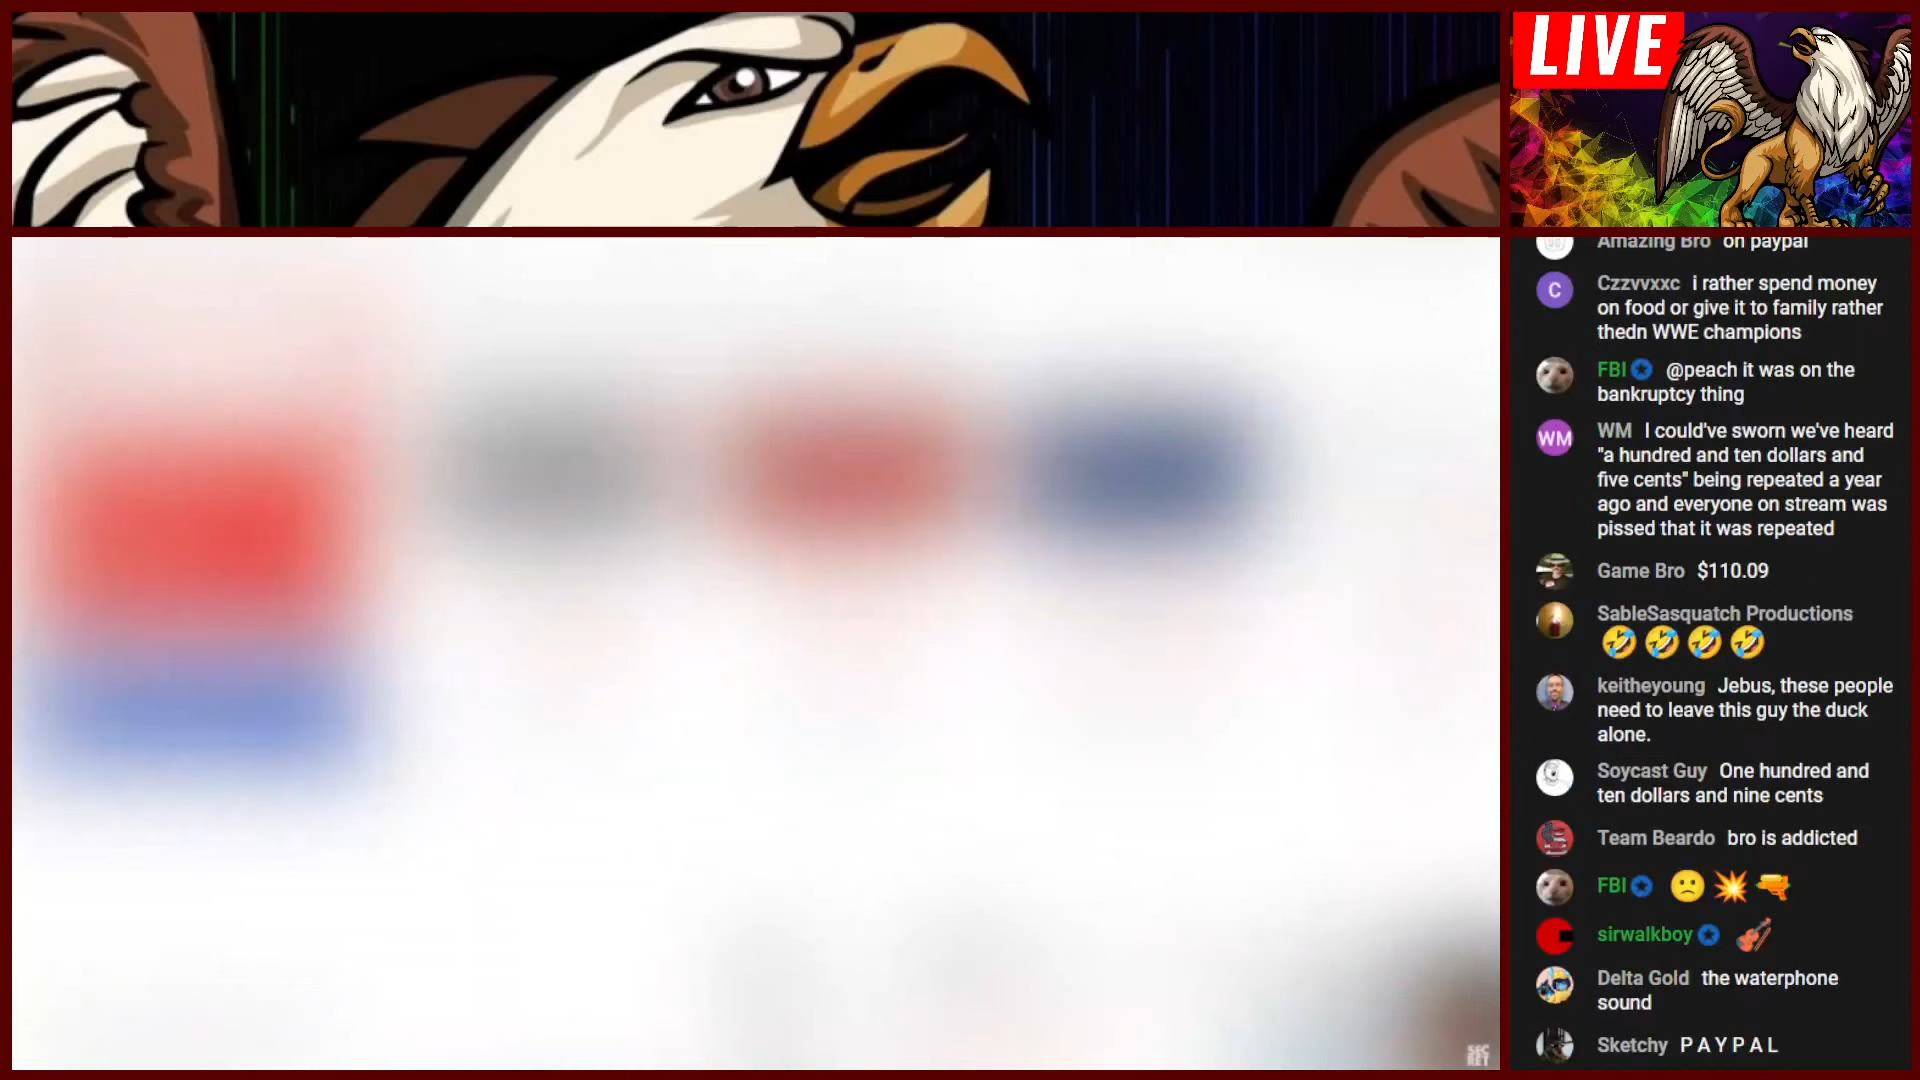 LIVE
Amazing Bro on paypal
Czzvvxxc i rather spend money
on food or give it to family rather
thedn WWE champions
FBI @peach it was on the
bankruptcy thing
WM
WM I could've sworn we've heard
"a hundred and ten dollars and
five cents" being repeated a year
ago and everyone on stream was
pissed that it was repeated
Game Bro $110.09
SableSasquatch Productions
keitheyoung Jebus, these people
need to leave this guy the duck
alone.
Soycast Guy One hundred and
ten dollars and nine cents
Team Beardo bro is addicted
FBI
sirwalkboy
Delta Gold the waterphone
sound
Sketchy P A Y P A L
C
SEC
RET